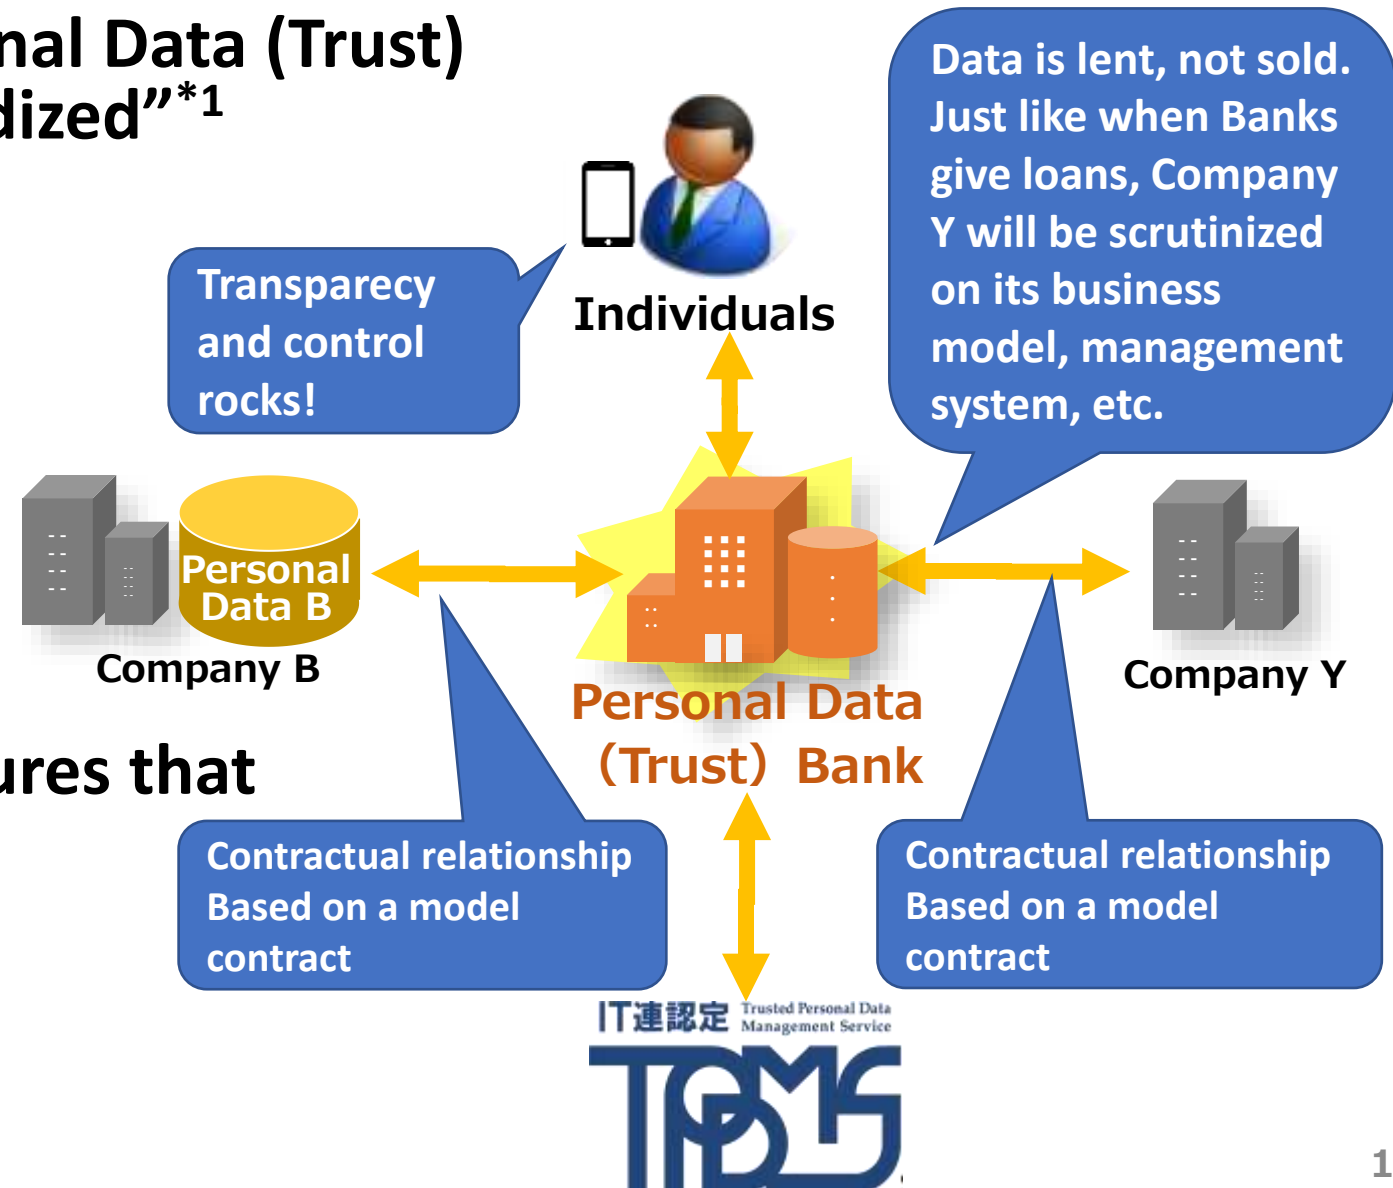 nal Data (Trust)
dized”*1
Data is lent, not sold.
Just like when Banks
give loans, Company
Y will be scrutinized
on its business
model, management
system, etc.
Transparecy
and control
rocks!
Individuals
Personal
Data B
Company B
Company Y
Personal Data
（Trust）Bank
ures that
Contractual relationship
Based on a model
contract
Contractual relationship
Based on a model
contract
IT連認定 Trusted Personal Data
Management Service
TPDMS
1